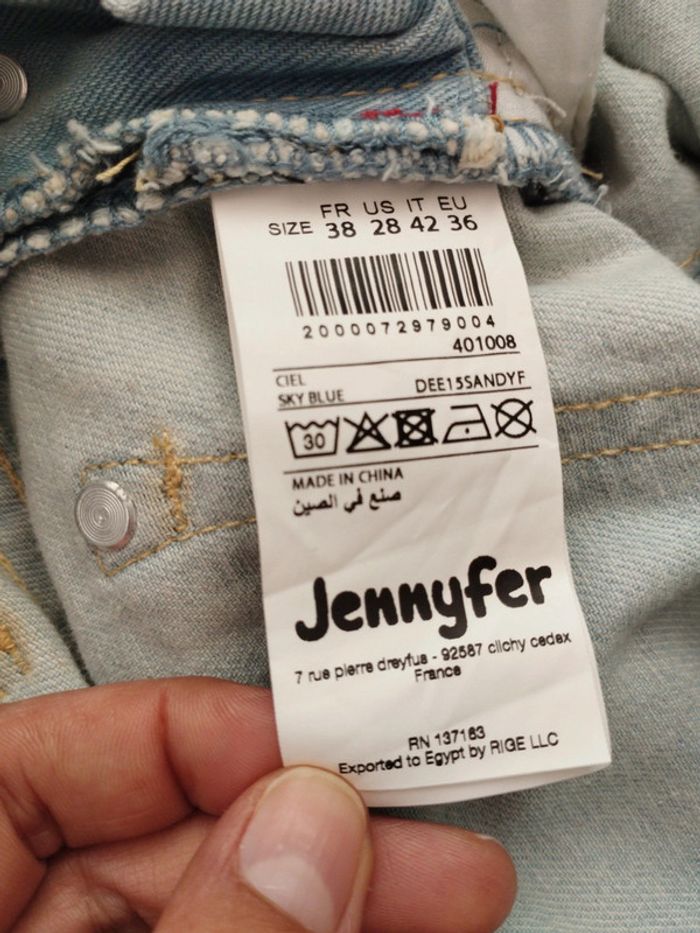 FR US IT EU
SIZE 38 28 42 36
2000072979004
401008
CIEL
SKY BLUE DEE15SANDYF
30
MADE IN CHINA
صنع في الصين
Jennyfer
7 rue pierre dreyfus - 92587 clichy cedex
France
RN 137163
Exported to Egypt by RIGE LLC